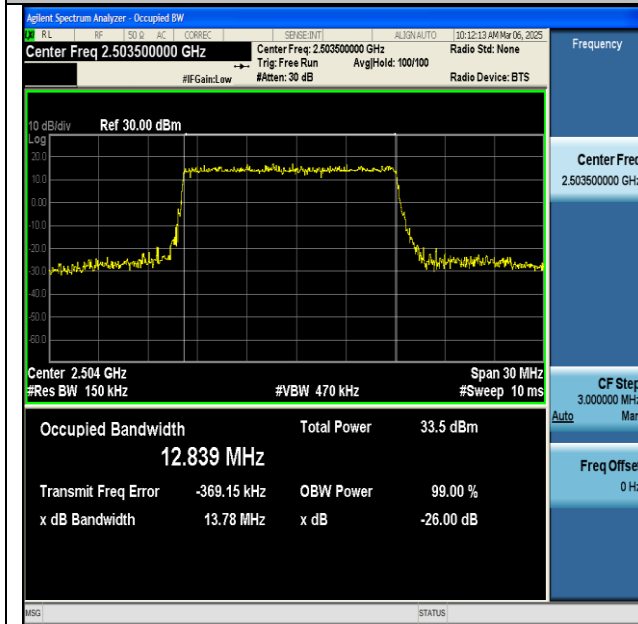 Agilent Spectrum Analyzer - Occupied BW
RL RF 50 Ω AC CORREC SENSE:INT ALIGN AUTO 10:12:13 AM Mar 06, 2025
Center Freq 2.503500000 GHz Center Freq: 2.503500000 GHz Radio Std: None Frequency
Trig: Free Run Avg|Hold: 100/100
#IFGain:Low #Atten: 30 dB Radio Device: BTS
10 dB/div Ref 30.00 dBm
Log
20.0
10.0
0.00
-10.0
-20.0
-30.0
-40.0
-50.0
-60.0
Center Freq
2.503500000 GHz
Center 2.504 GHz Span 30 MHz
#Res BW 150 kHz #VBW 470 kHz #Sweep 10 ms
CF Step
3.000000 MHz
Auto Man
Occupied Bandwidth Total Power 33.5 dBm
12.839 MHz
Transmit Freq Error -369.15 kHz OBW Power 99.00 %
x dB Bandwidth 13.78 MHz x dB -26.00 dB
Freq Offset
0 Hz
MSG STATUS